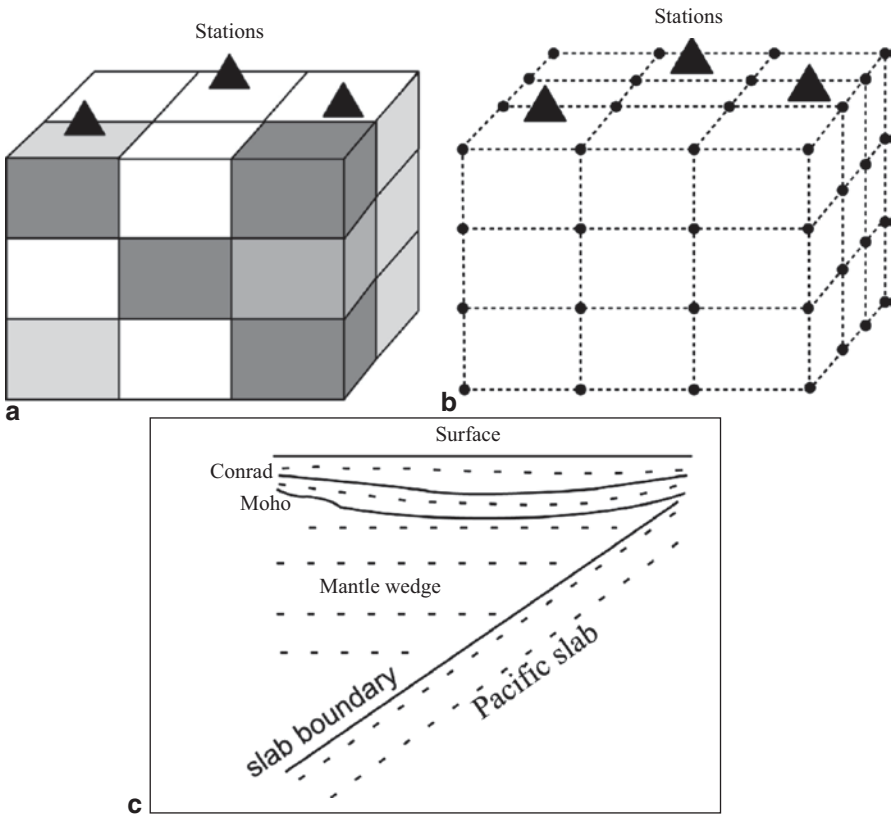 Stations
Stations
a
b
Surface
Conrad
Moho
Mantle wedge
slab boundary
Pacific slab
c